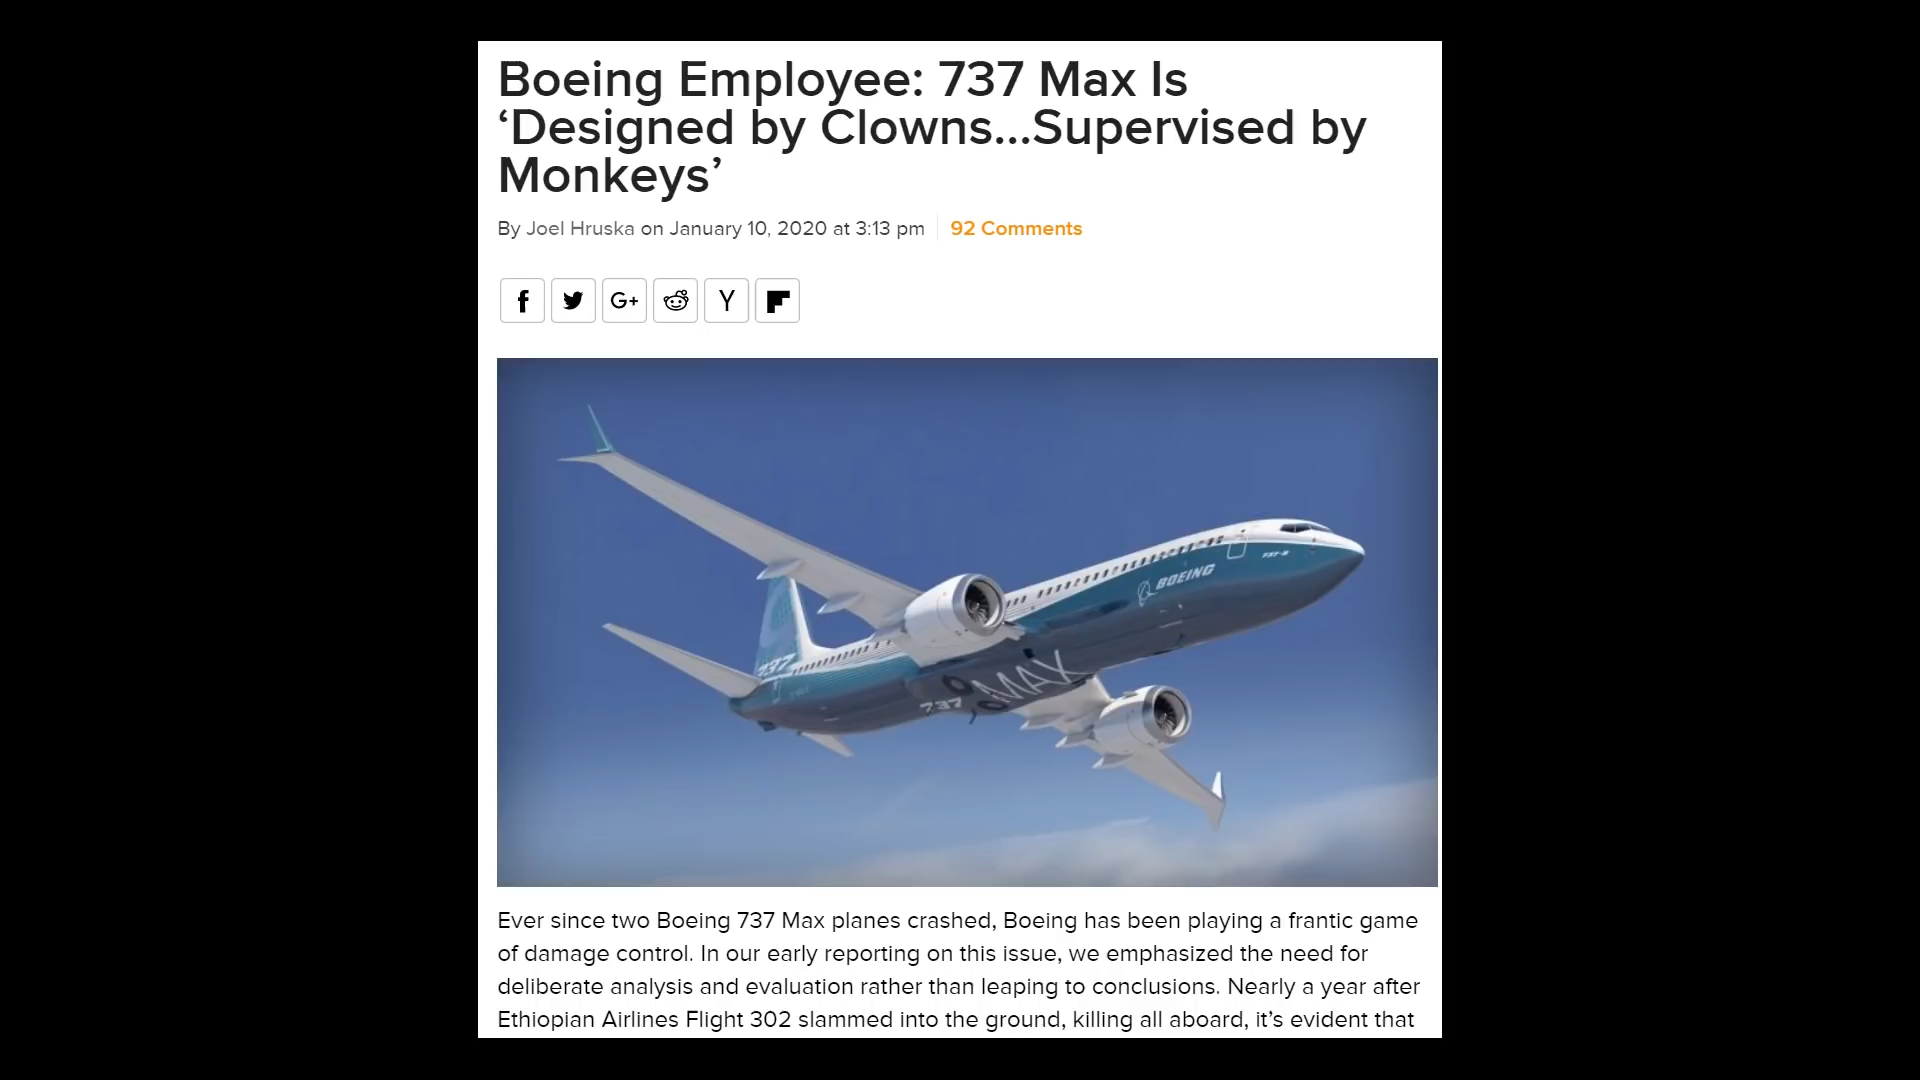 Boeing Employee: 737 Max Is
‘Designed by Clowns...Supervised by
Monkeys’
By Joel Hruska on January 10, 2020 at 3:13 pm 92 Comments
f G+ Y
737-8
BOEING
737
MAX
737
Ever since two Boeing 737 Max planes crashed, Boeing has been playing a frantic game
of damage control. In our early reporting on this issue, we emphasized the need for
deliberate analysis and evaluation rather than leaping to conclusions. Nearly a year after
Ethiopian Airlines Flight 302 slammed into the ground, killing all aboard, it’s evident that